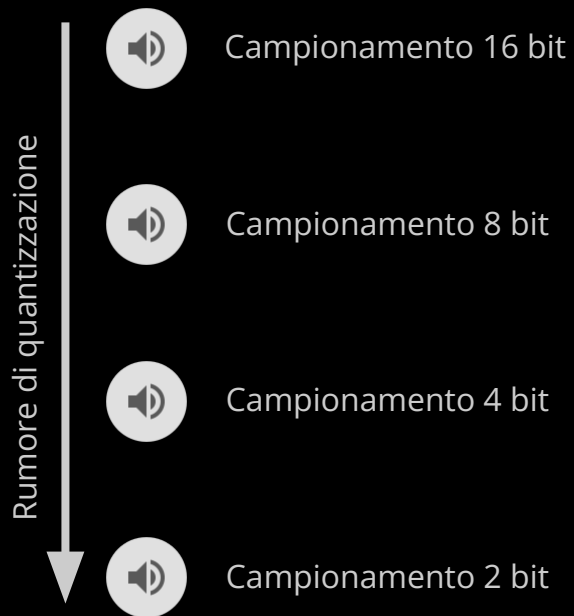 Rumore di quantizzazione
Campionamento 16 bit
Campionamento 8 bit
Campionamento 4 bit
Campionamento 2 bit